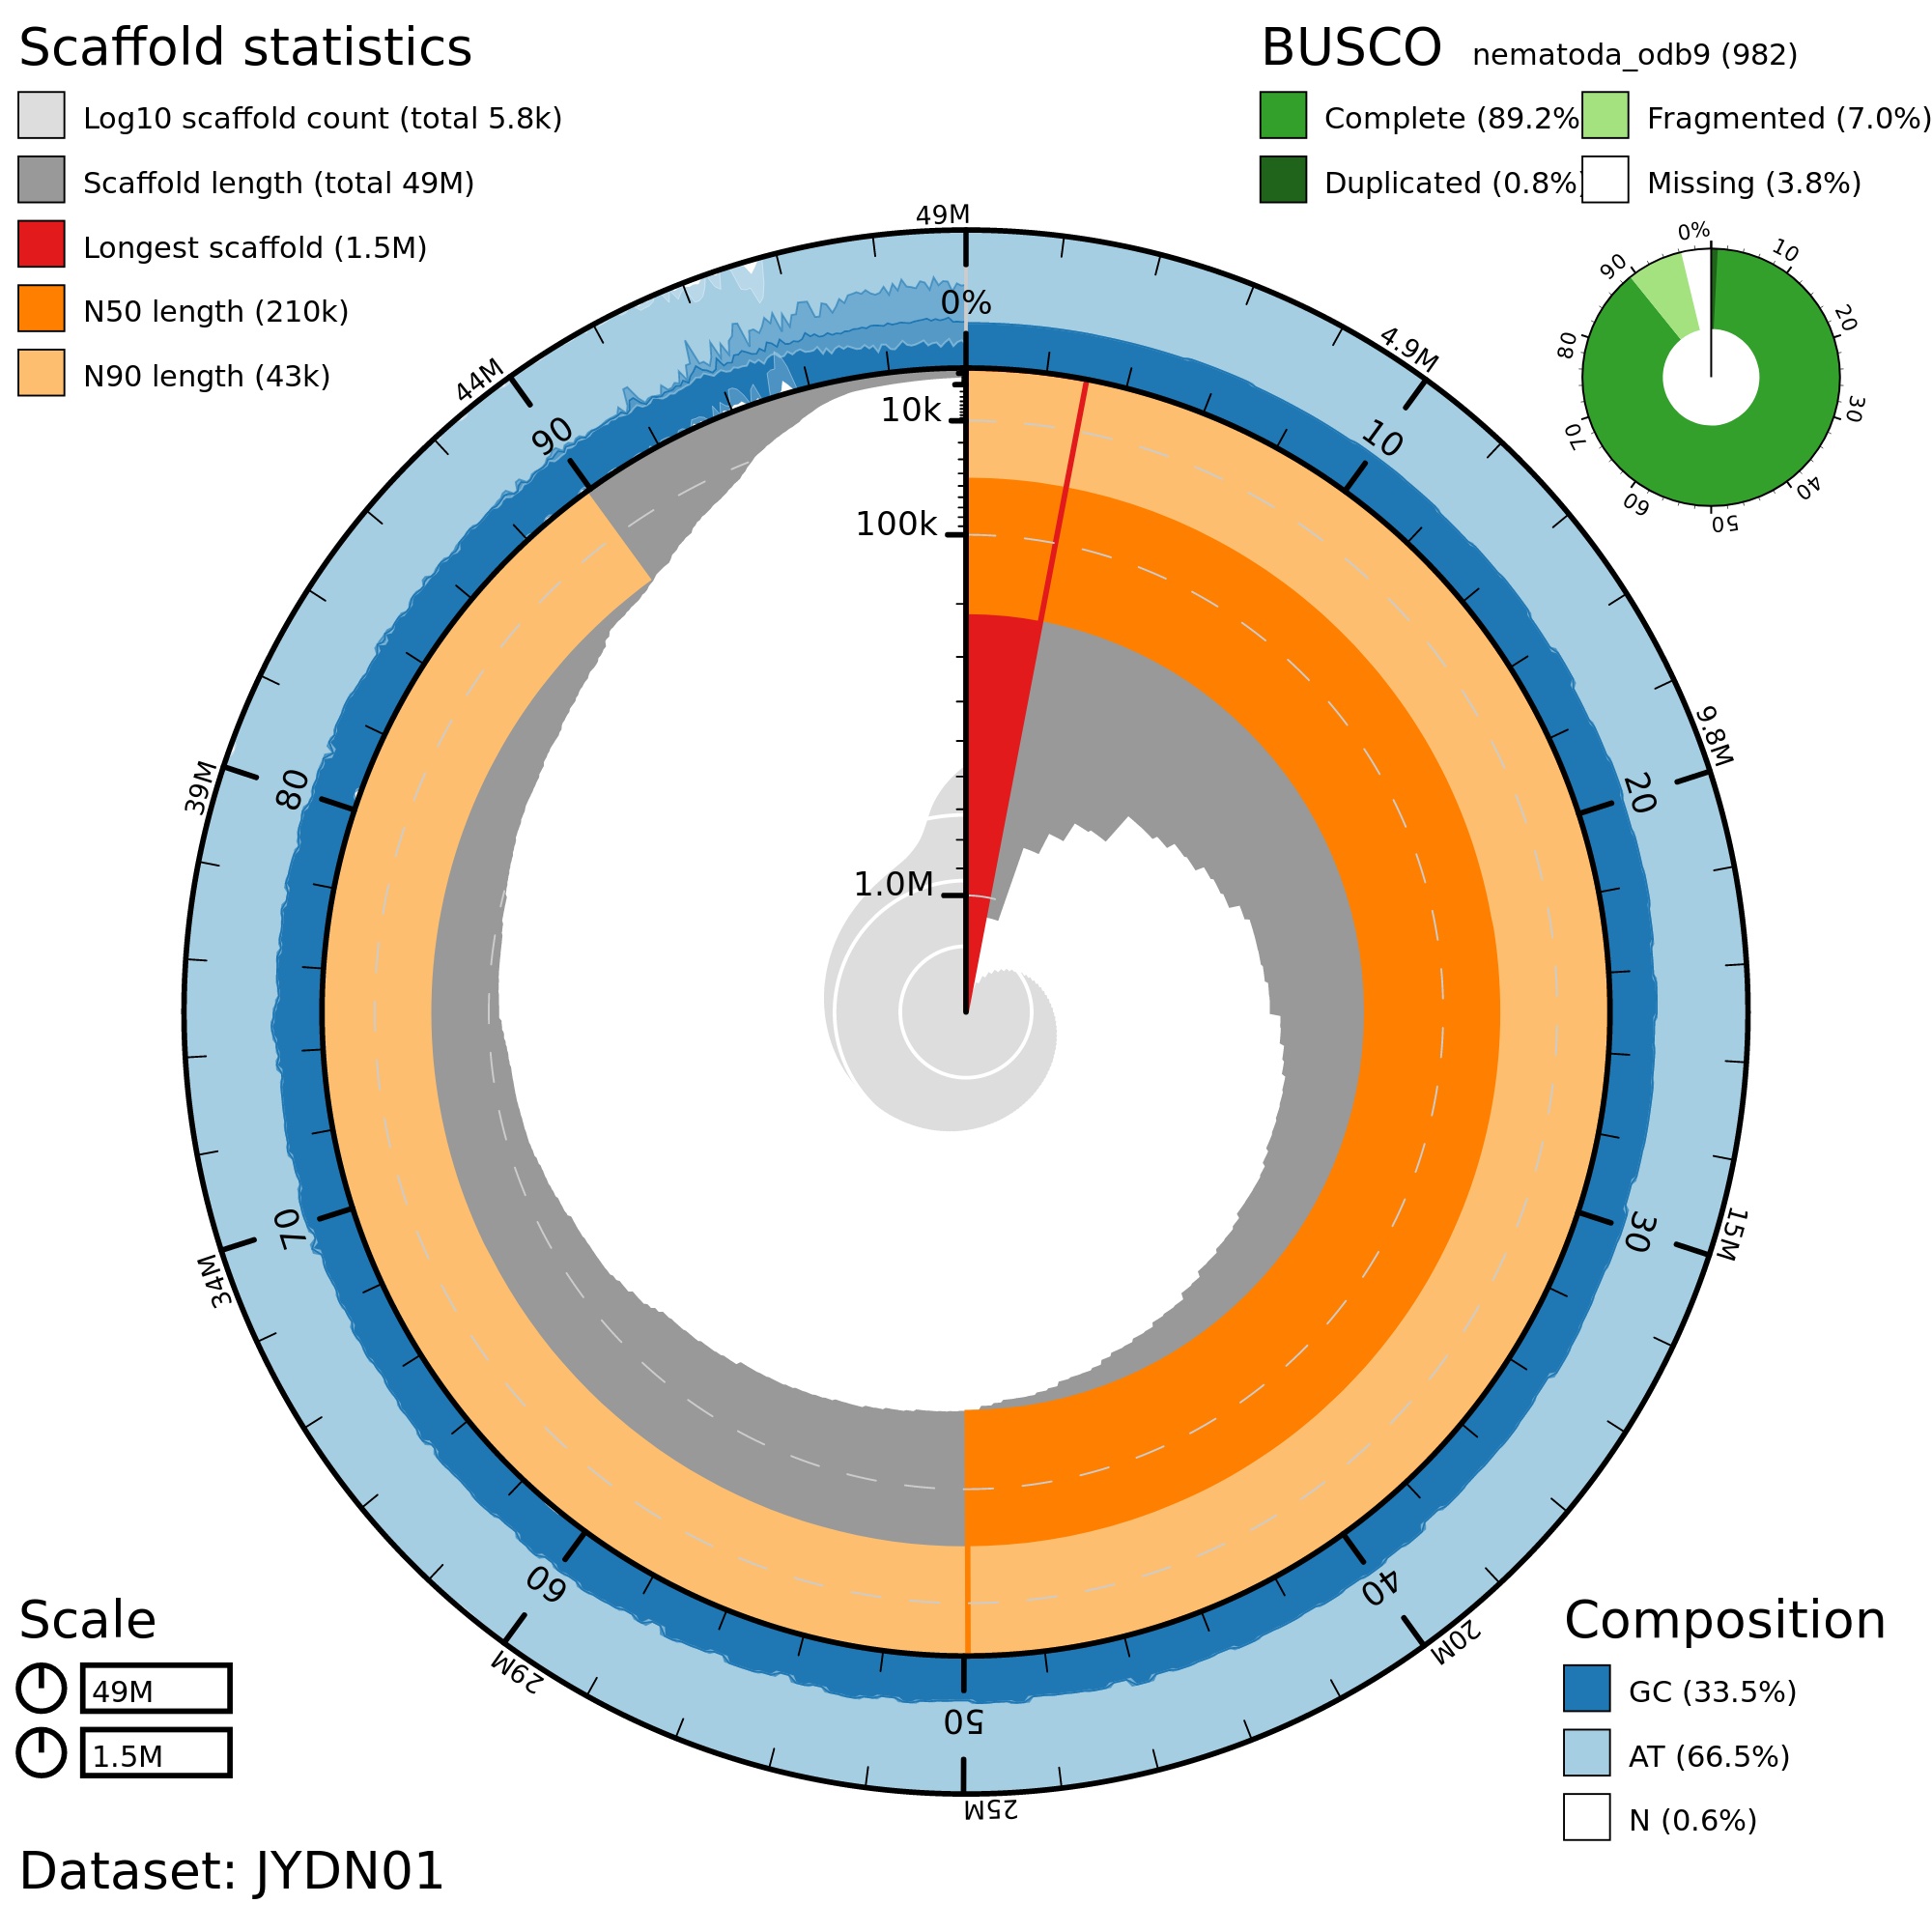 Scaffold statistics
Log10 scaffold count (total 5.8k)
Scaffold length (total 49M)
Longest scaffold (1.5M)
N50 length (210k)
N90 length (43k)
BUSCO nematoda_odb9 (982)
Complete (89.2% Fragmented (7.0%)
Duplicated (0.8% Missing (3.8%)
0%
10
20
30
40
50
60
70
80
90
49M
4.9M
9.8M
15M
20M
25M
29M
34M
39M
44M
0%
10
20
30
40
50
60
70
80
90
10k
100k
1.0M
Scale
49M
1.5M
Composition
GC (33.5%)
AT (66.5%)
N (0.6%)
Dataset: JYDN01